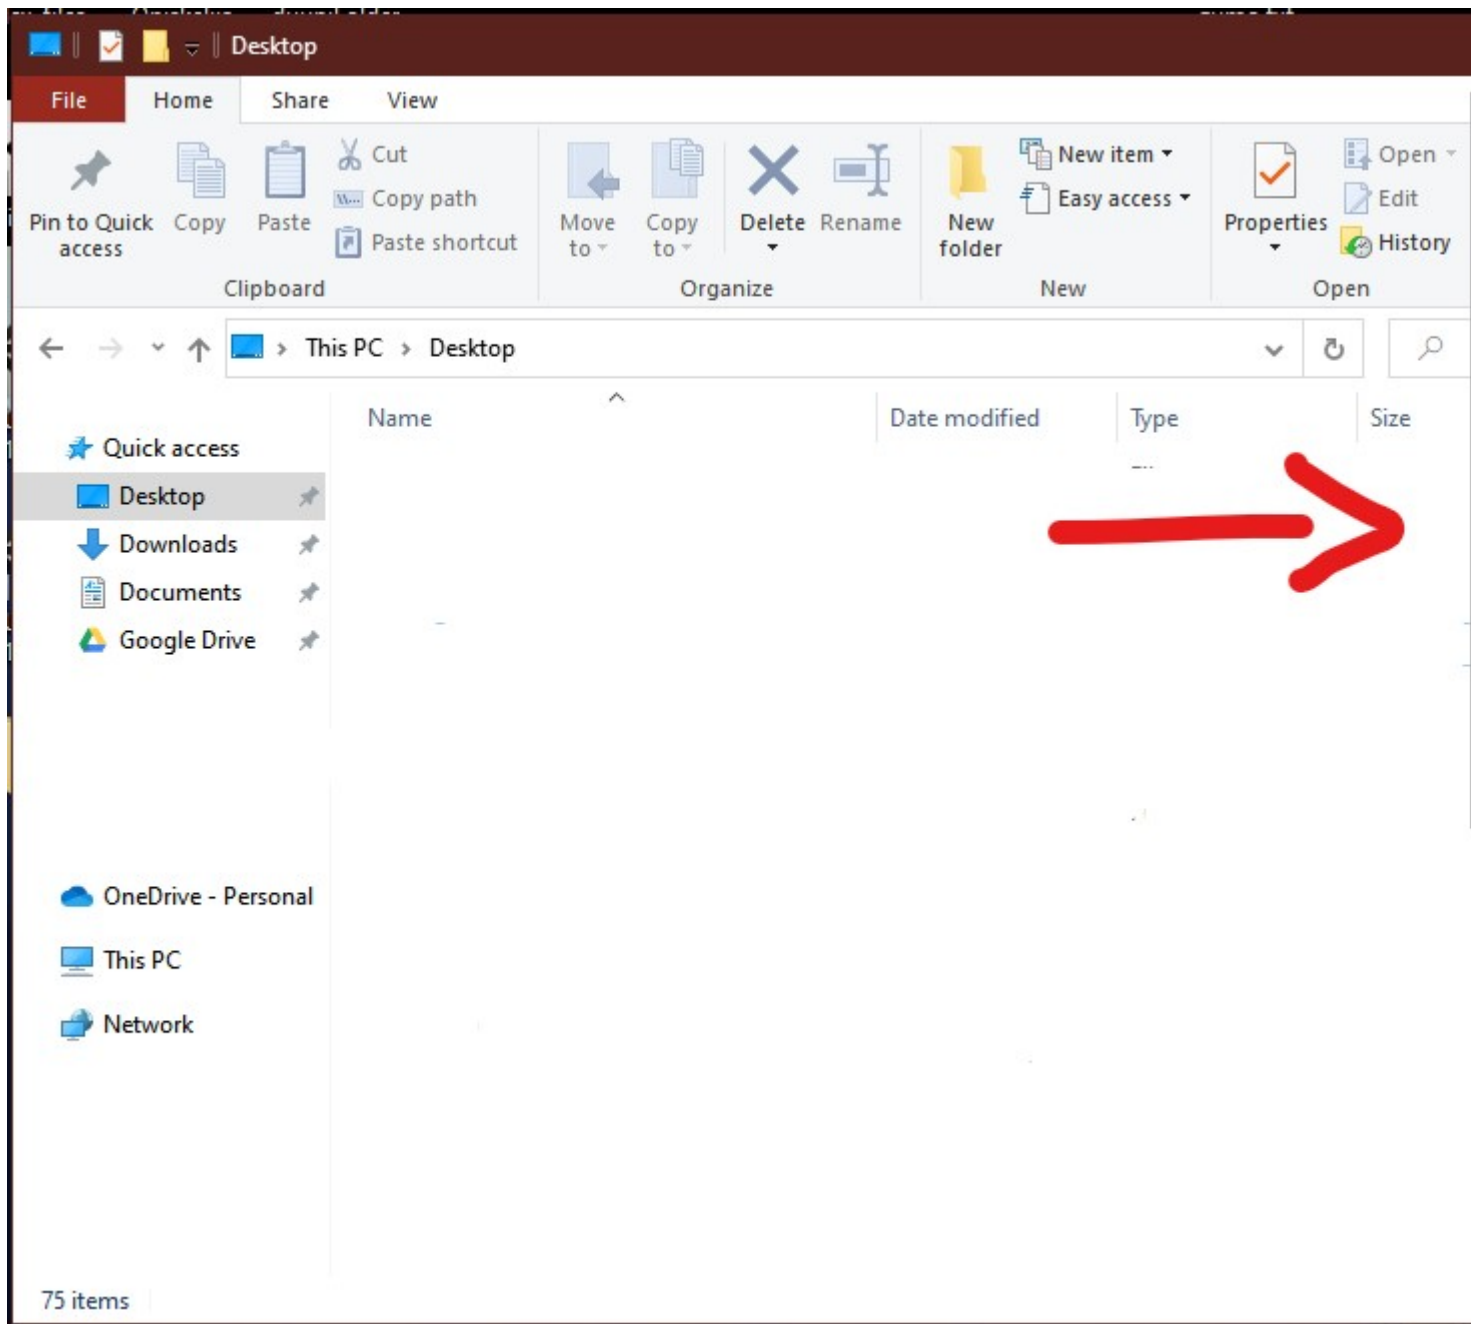 Desktop
File Home Share View
Pin to Quick access
Copy
Paste
Cut
Copy path
Paste shortcut
Clipboard
Move to
Copy to
Delete
Rename
Organize
New folder
New item
Easy access
New
Properties
Open
Edit
History
Open
This PC > Desktop
Name Date modified Type Size
Quick access
Desktop
Downloads
Documents
Google Drive
OneDrive - Personal
This PC
Network
75 items